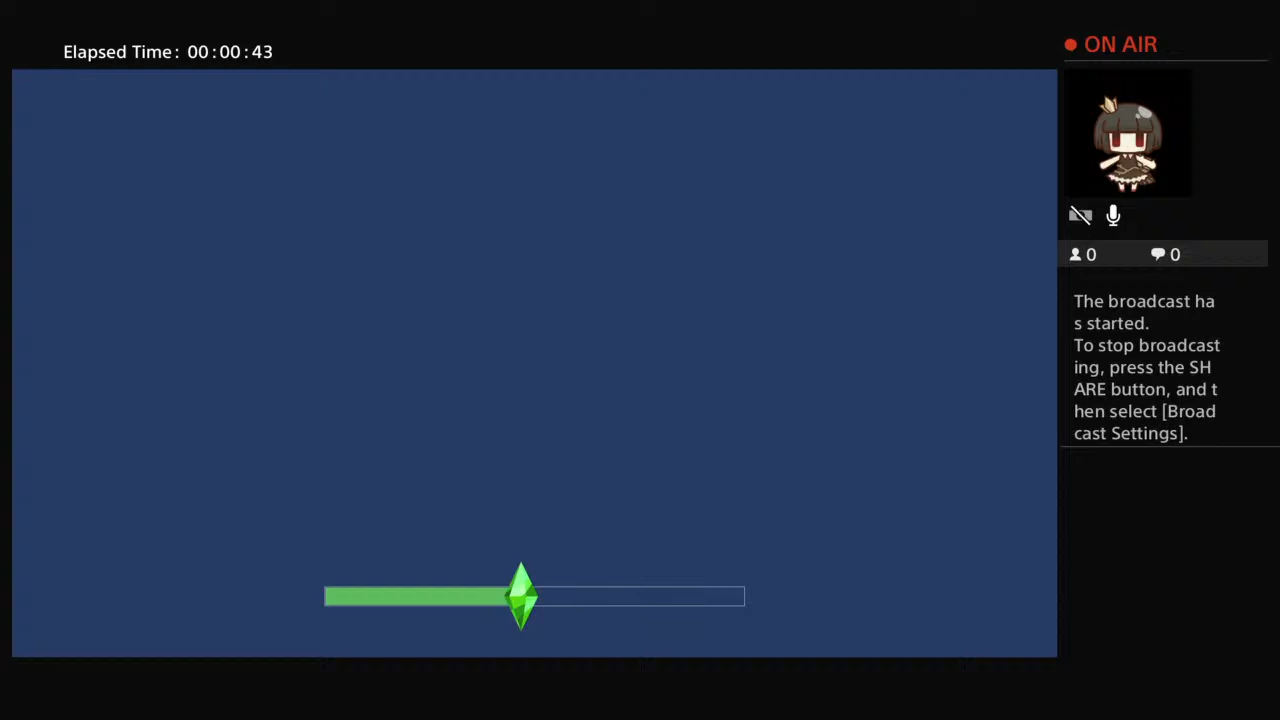 Elapsed Time: 00:00:43
ON AIR
0 0
The broadcast ha
s started.
To stop broadcast
ing, press the SH
ARE button, and t
hen select [Broad
cast Settings].